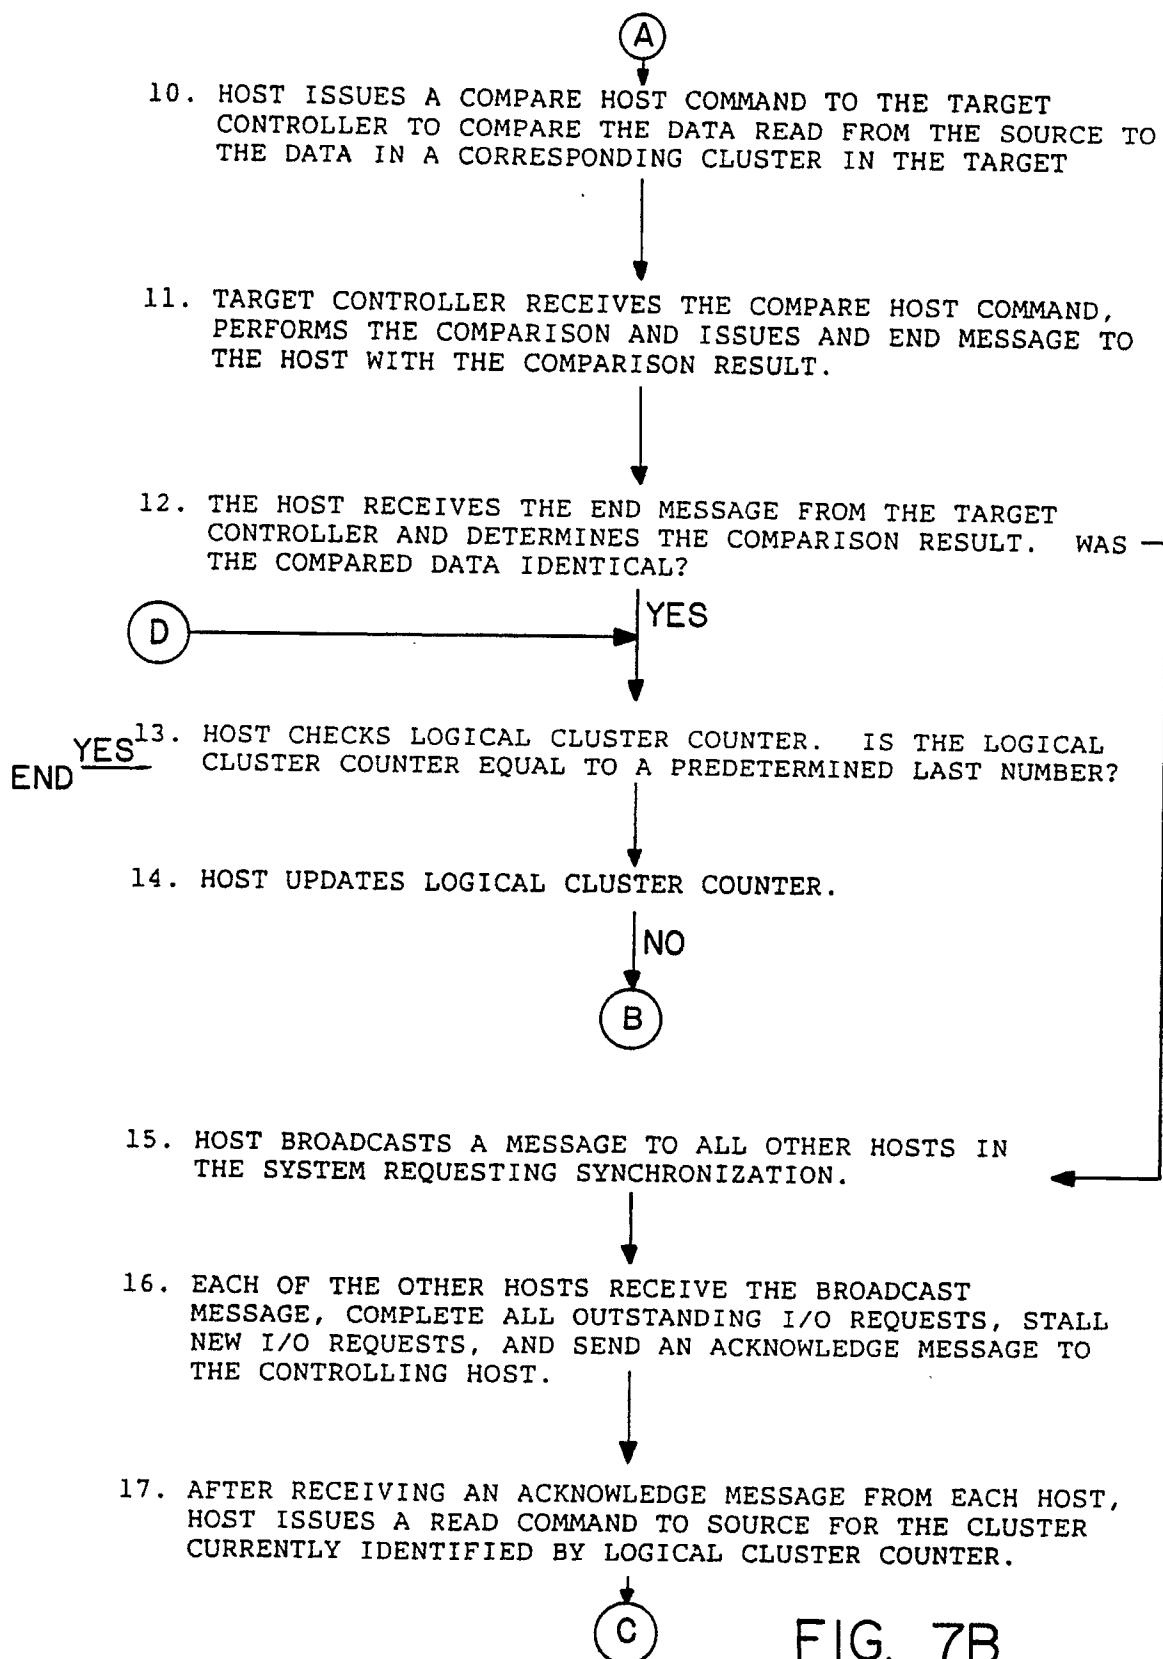 A
10. HOST ISSUES A COMPARE HOST COMMAND TO THE TARGET
CONTROLLER TO COMPARE THE DATA READ FROM THE SOURCE TO
THE DATA IN A CORRESPONDING CLUSTER IN THE TARGET
11. TARGET CONTROLLER RECEIVES THE COMPARE HOST COMMAND,
PERFORMS THE COMPARISON AND ISSUES AND END MESSAGE TO
THE HOST WITH THE COMPARISON RESULT.
12. THE HOST RECEIVES THE END MESSAGE FROM THE TARGET
CONTROLLER AND DETERMINES THE COMPARISON RESULT. WAS
THE COMPARED DATA IDENTICAL?
YES
D
13. HOST CHECKS LOGICAL CLUSTER COUNTER. IS THE LOGICAL
CLUSTER COUNTER EQUAL TO A PREDETERMINED LAST NUMBER?
YES
END
14. HOST UPDATES LOGICAL CLUSTER COUNTER.
NO
B
15. HOST BROADCASTS A MESSAGE TO ALL OTHER HOSTS IN
THE SYSTEM REQUESTING SYNCHRONIZATION.
16. EACH OF THE OTHER HOSTS RECEIVE THE BROADCAST
MESSAGE, COMPLETE ALL OUTSTANDING I/O REQUESTS, STALL
NEW I/O REQUESTS, AND SEND AN ACKNOWLEDGE MESSAGE TO
THE CONTROLLING HOST.
17. AFTER RECEIVING AN ACKNOWLEDGE MESSAGE FROM EACH HOST,
HOST ISSUES A READ COMMAND TO SOURCE FOR THE CLUSTER
CURRENTLY IDENTIFIED BY LOGICAL CLUSTER COUNTER.
C
FIG. 7B